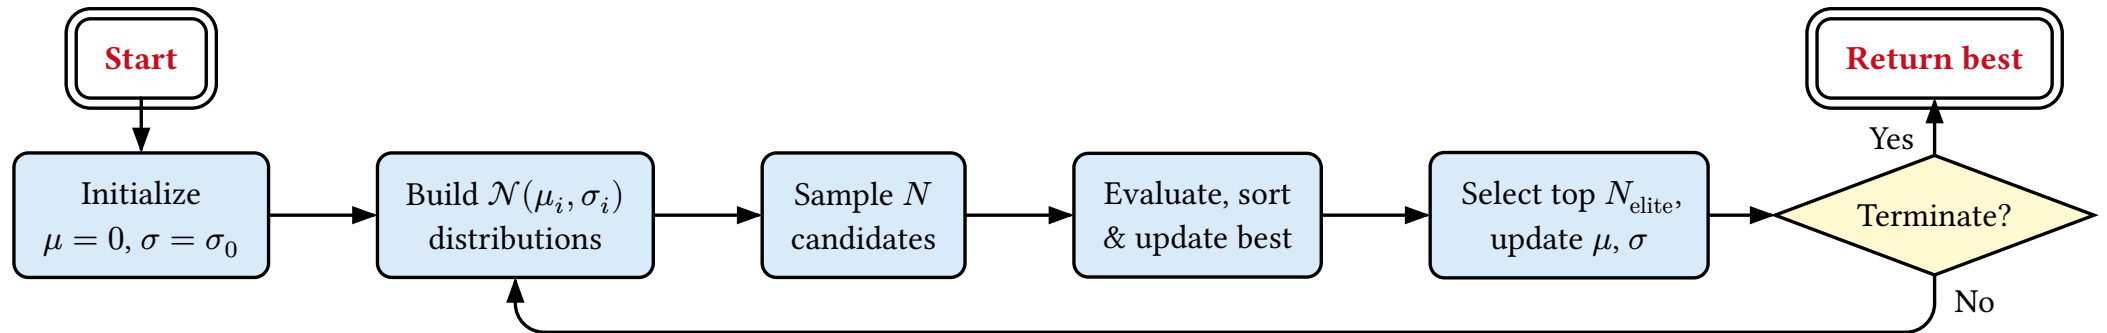 Start
Return best
Yes
Initialize
μ = 0, σ = σ₀
Build 𝒩(μᵢ, σᵢ)
distributions
Sample N
candidates
Evaluate, sort
& update best
Select top N_elite,
update μ, σ
Terminate?
No